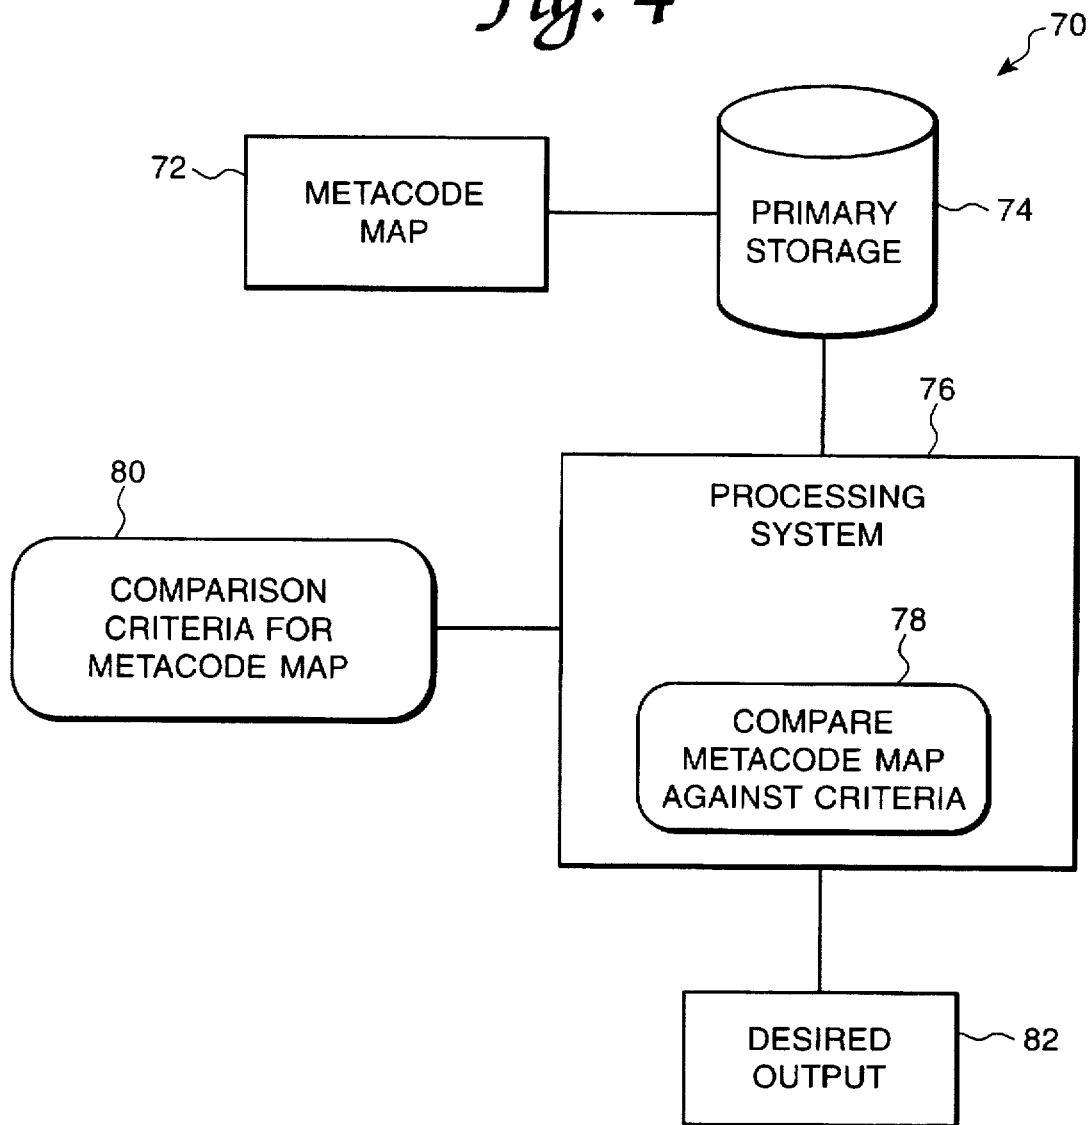 Fig. 4
70
72
METACODE
MAP
PRIMARY
STORAGE
74
76
PROCESSING
SYSTEM
80
COMPARISON
CRITERIA FOR
METACODE MAP
78
COMPARE
METACODE MAP
AGAINST CRITERIA
DESIRED
OUTPUT
82